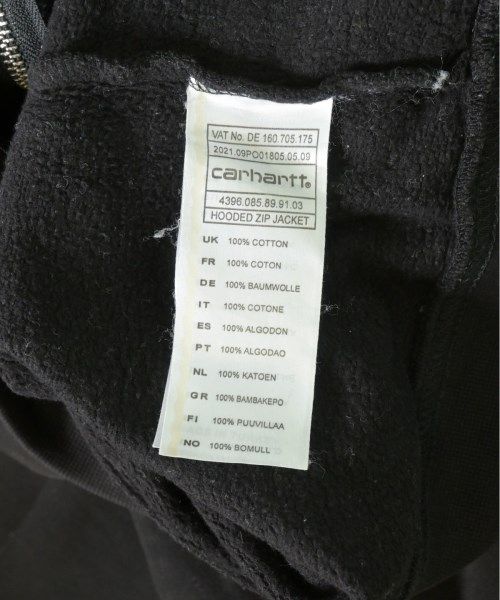 VAT No. DE 160.705.175
2021.09PO01805.05.09
carhartt®
4396.085.89.91.03
HOODED ZIP JACKET
UK 100% COTTON
FR 100% COTON
DE 100% BAUMWOLLE
IT 100% COTONE
ES 100% ALGODON
PT 100% ALGODAO
NL 100% KATOEN
GR 100% BAMBAKEPO
FI 100% PUUVILLAA
NO 100% BOMULL